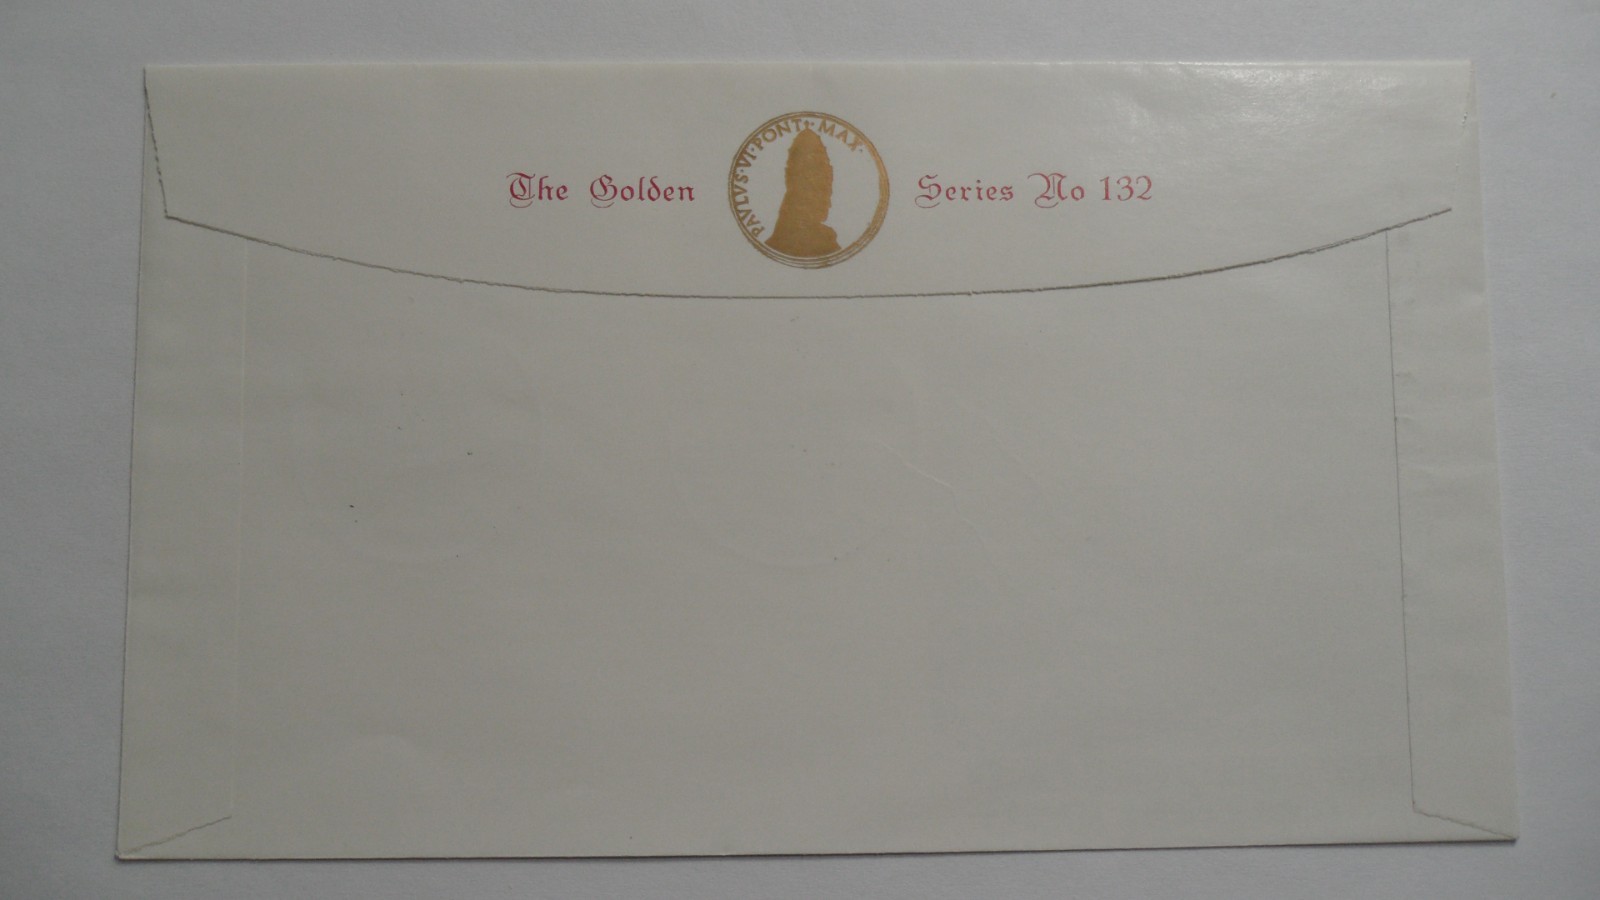 PAVLVS·VI·PONT·MAX·
The Golden Series No 132